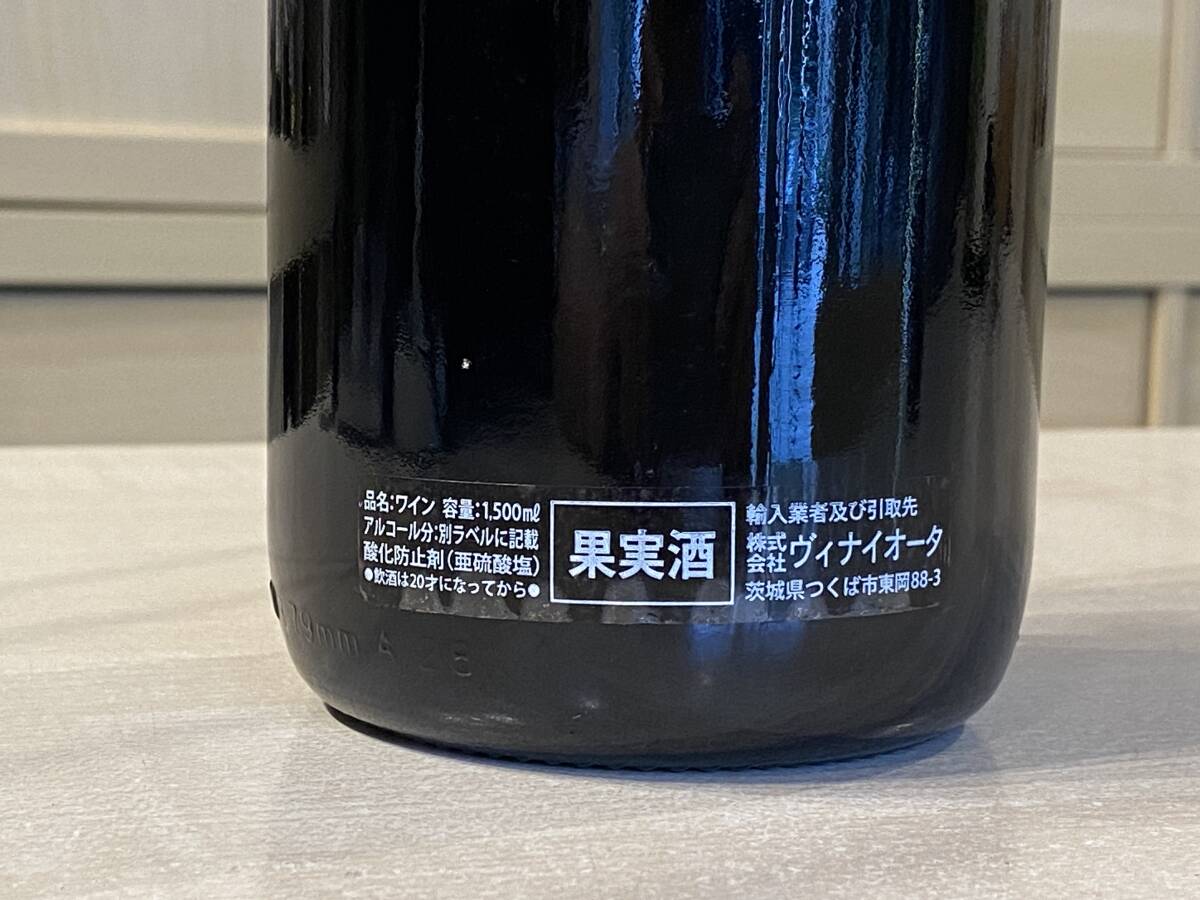 品名:ワイン 容量:1,500㎖
アルコール分:別ラベルに記載
酸化防止剤(亜硫酸塩)
●飲酒は20才になってから●
果実酒
輸入業者及び引取先
株式会社ヴィナイオータ
茨城県つくば市東岡88-3
79mm A